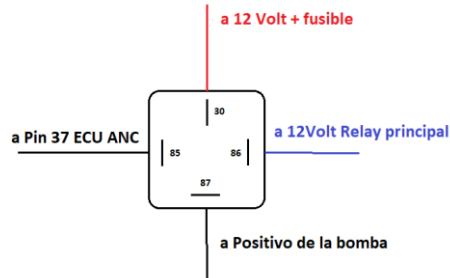 a 12 Volt + fusible
30
a Pin 37 ECU ANC
85
86
a 12Volt Relay principal
87
a Positivo de la bomba